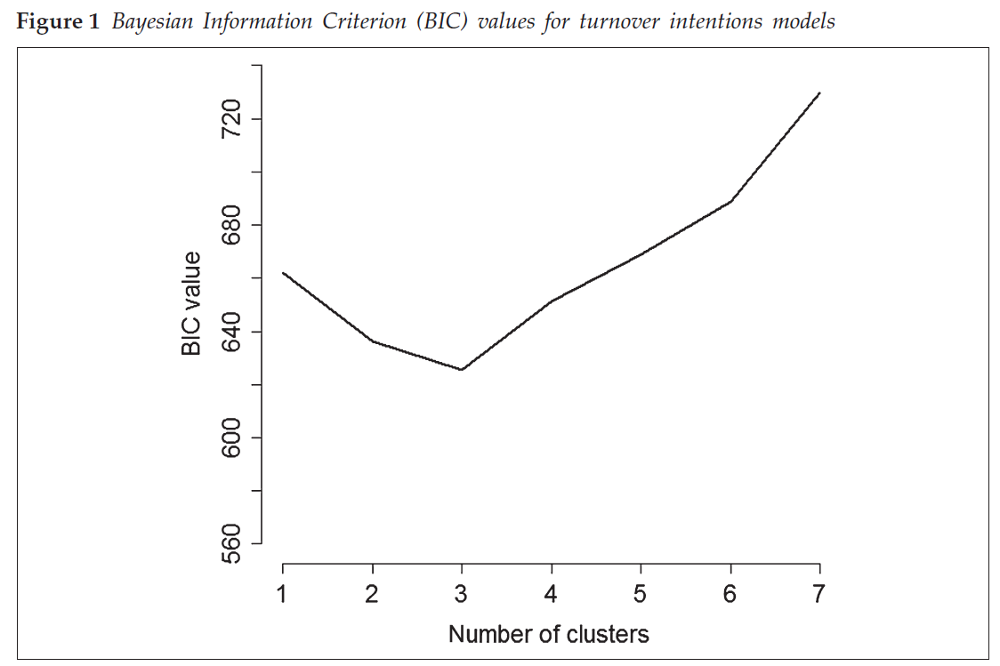 Figure 1 Bayesian Information Criterion (BIC) values for turnover intentions models
720
680
640
600
560
BIC value
1 2 3 4 5 6 7
Number of clusters